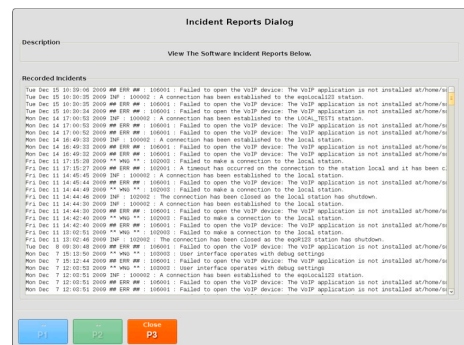 Incident Reports Dialog
Description
View The Software Incident Reports Below.
Recorded Incidents
Tue Dec 15 10:39:06 2009 ## ERR ## : 106001 : Failed to open the VoIP device: The VoIP application is not installed at/home/
Tue Dec 15 10:30:35 2009 INF : 100002 : A connection has been established to the eqsLocal123 station.
Tue Dec 15 10:30:25 2009 ## ERR ## : 106001 : Failed to open the VoIP device: The VoIP application is not installed at/home/
Mon Dec 14 17:00:53 2009 INF : 100002 : A connection has been established to the LOCAL_TEST1 station.
Mon Dec 14 17:00:52 2009 ## ERR ## : 106001 : Failed to open the VoIP device: The VoIP application is not installed at/home/
Mon Dec 14 17:00:52 2009 ## ERR ## : 106001 : Failed to open the VoIP device: The VoIP application is not installed at/home/
Mon Dec 14 16:49:33 2009 INF : 100002 : A connection has been established to the local station.
Mon Dec 14 16:49:33 2009 ## ERR ## : 106001 : Failed to open the VoIP device: The VoIP application is not installed at/home/
Mon Dec 14 16:49:33 2009 ## ERR ## : 106001 : Failed to open the VoIP device: The VoIP application is not installed at/home/
Fri Dec 11 17:15:28 2009 ** WNG ** : 102003 : Failed to make a connection to the local station.
Fri Dec 11 17:15:27 2009 ## ERR ## : 102001 : A timeout has occurred on the connection to the station local and it has been
Fri Dec 11 14:45:45 2009 INF : 100002 : A connection has been established to the local station.
Fri Dec 11 14:45:44 2009 ## ERR ## : 106001 : Failed to open the VoIP device: The VoIP application is not installed at/home/
Fri Dec 11 14:44:49 2009 ** WNG ** : 102003 : Failed to make a connection to the local station.
Fri Dec 11 14:44:46 2009 INF : 102002 : The connection has been closed as the local station has shutdown.
Fri Dec 11 14:44:30 2009 INF : 100002 : A connection has been established to the local station.
Fri Dec 11 14:44:30 2009 ## ERR ## : 106001 : Failed to open the VoIP device: The VoIP application is not installed at/home/
Fri Dec 11 14:42:40 2009 ** WNG ** : 102003 : Failed to make a connection to the local station.
Fri Dec 11 14:42:40 2009 ## ERR ## : 106001 : Failed to open the VoIP device: The VoIP application is not installed at/home/
Fri Dec 11 13:02:51 2009 ** WNG ** : 102003 : Failed to make a connection to the local station.
Fri Dec 11 13:02:46 2009 INF : 102002 : The connection has been closed as the station has shutdown.
Tue Dec 8 09:30:48 2009 ## ERR ## : 106001 : Failed to open the VoIP device: The VoIP application is not installed at/home/
Mon Dec 7 15:13:50 2009 ** WNG ** : 103003 : User interface operates with debug settings
Mon Dec 7 15:12:44 2009 ## ERR ## : 106001 : Failed to open the VoIP device: The VoIP application is not installed at/home/
Mon Dec 7 12:03:53 2009 ** WNG ** : 103003 : User interface operates with debug settings
Mon Dec 7 12:03:51 2009 INF : 100002 : A connection has been established to the eqsLocal123 station.
Mon Dec 7 12:03:51 2009 ## ERR ## : 106001 : Failed to open the VoIP device: The VoIP application is not installed at/home/
Mon Dec 7 12:03:51 2009 ## ERR ## : 106001 : Failed to open the VoIP device: The VoIP application is not installed at/home/
P1
P2
Close
P3